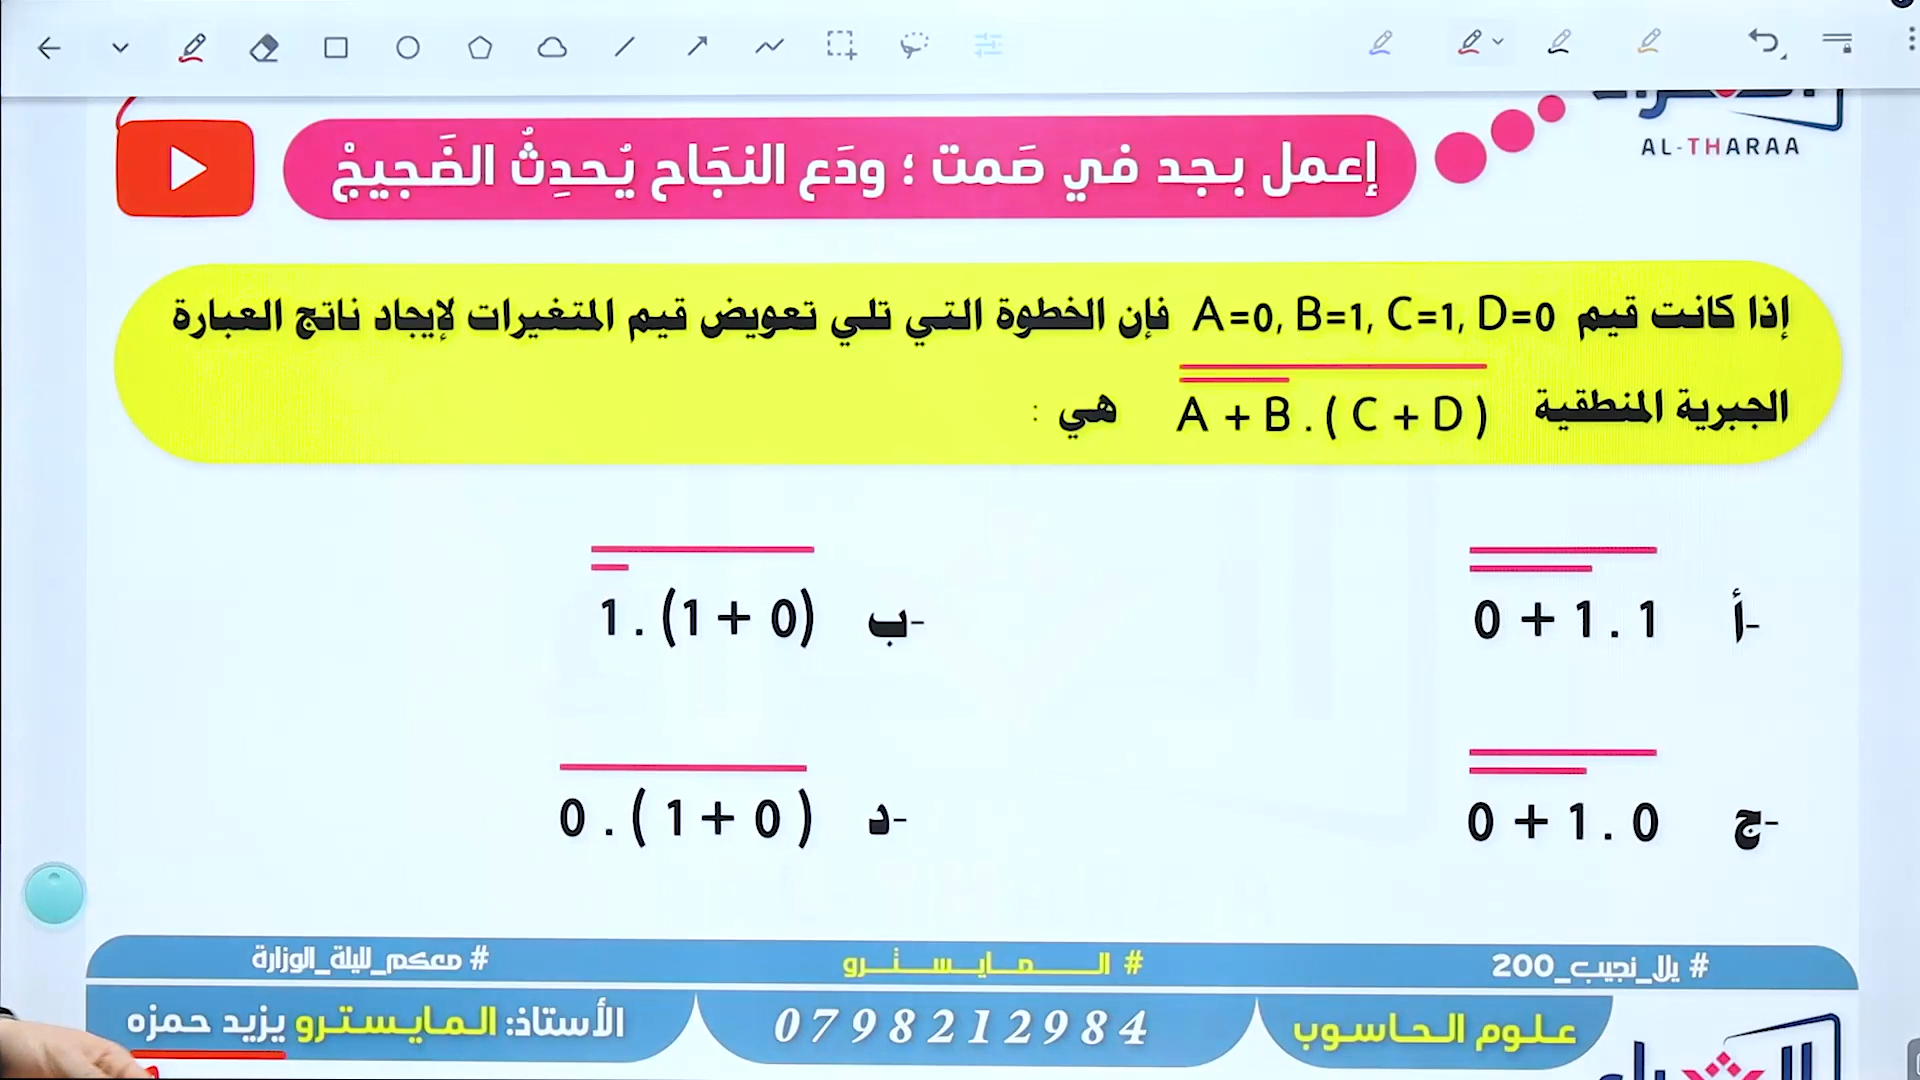 AL-THARAA
إعمل بجد في صَمت ؛ ودَع النجَاح يُحدِثُ الضَجيجْ
إذا كانت قيم A=0, B=1, C=1, D=0 فإن الخطوة التي تلي تعويض قيم المتغيرات لإيجاد ناتج العبارة
الجبرية المنطقية A + B . ( C + D ) هي :
أ- 0 + 1 . 1
ب- 1 . (1 + 0)
ج- 0 + 1 . 0
د- 0 . ( 1 + 0 )
# يلا_نجيب_200
# المايسترو
# معكم_لليلة_الوزارة
علوم الحاسوب
0798212984
الأستاذ: المايسترو يزيد حمزه